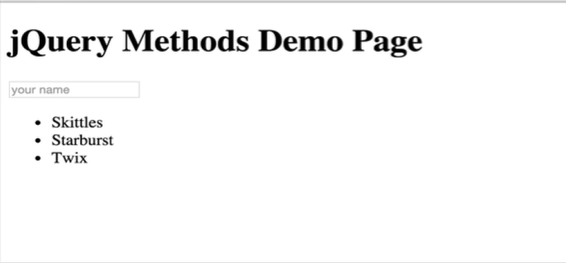 jQuery Methods Demo Page
your name
Skittles
Starburst
Twix